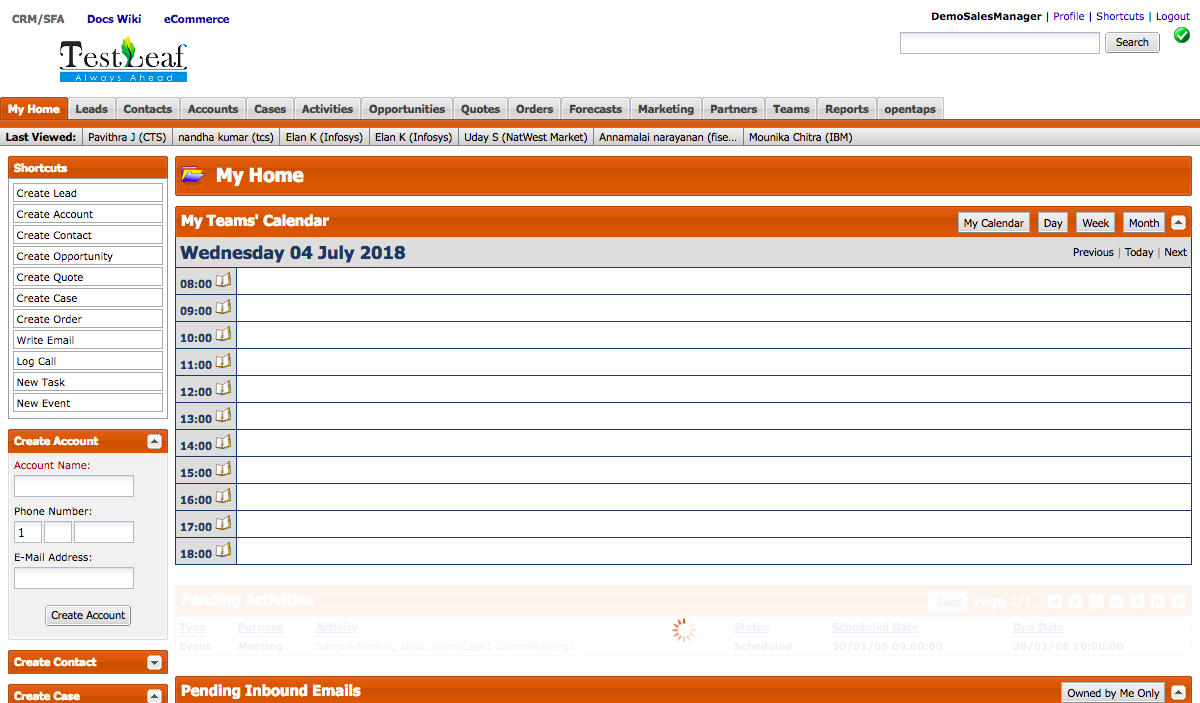 CRM/SFA Docs Wiki eCommerce
DemoSalesManager | Profile | Shortcuts | Logout
Search
TestLeaf
Always Ahead
My Home Leads Contacts Accounts Cases Activities Opportunities Quotes Orders Forecasts Marketing Partners Teams Reports opentaps
Last Viewed: Pavithra J (CTS) nandha kumar (tcs) Elan K (Infosys) Elan K (Infosys) Uday S (NatWest Market) Annamalai narayanan (fise... Mounika Chitra (IBM)
Shortcuts
Create Lead
Create Account
Create Contact
Create Opportunity
Create Quote
Create Case
Create Order
Write Email
Log Call
New Task
New Event
Create Account
Account Name:
Phone Number:
1
E-Mail Address:
Create Account
Create Contact
Create Case
My Home
My Teams' Calendar My Calendar Day Week Month
Wednesday 04 July 2018 Previous | Today | Next
08:00
09:00
10:00
11:00
12:00
13:00
14:00
15:00
16:00
17:00
18:00
Pending Activities Excel Page 1/1
Type Purpose Activity Status Scheduled Date Due Date
Event Meeting Sample Meeting about DemoCase1 (DemoMeeting1) Scheduled 30/01/06 09:00:00 30/01/06 10:00:00
Pending Inbound Emails Owned by Me Only